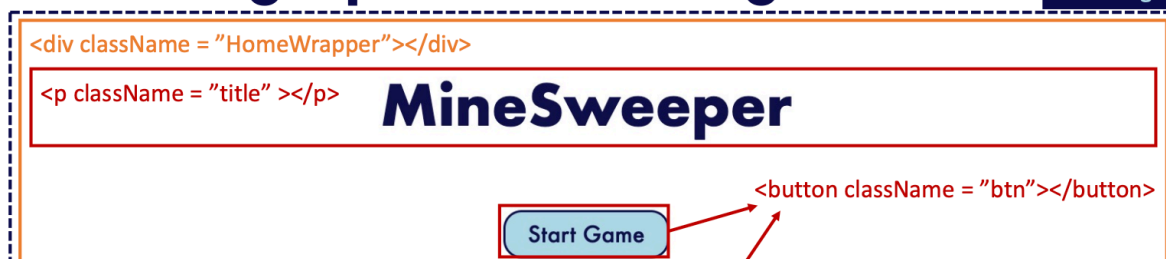 <div className = ”HomeWrapper”></div>
<p className = ”title” ></p>
MineSweeper
<button className = ”btn”></button>
Start Game